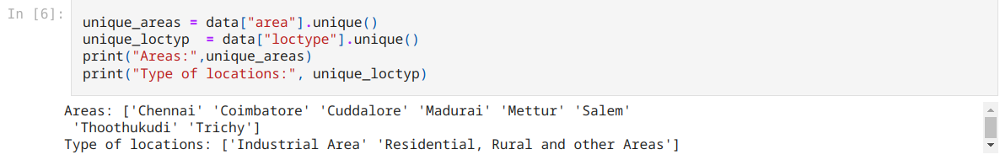 In [6]:
unique_areas = data["area"].unique()
unique_loctyp  = data["loctype"].unique()
print("Areas:",unique_areas)
print("Type of locations:", unique_loctyp)
Areas: ['Chennai' 'Coimbatore' 'Cuddalore' 'Madurai' 'Mettur' 'Salem'
 'Thoothukudi' 'Trichy']
Type of locations: ['Industrial Area' 'Residential, Rural and other Areas']